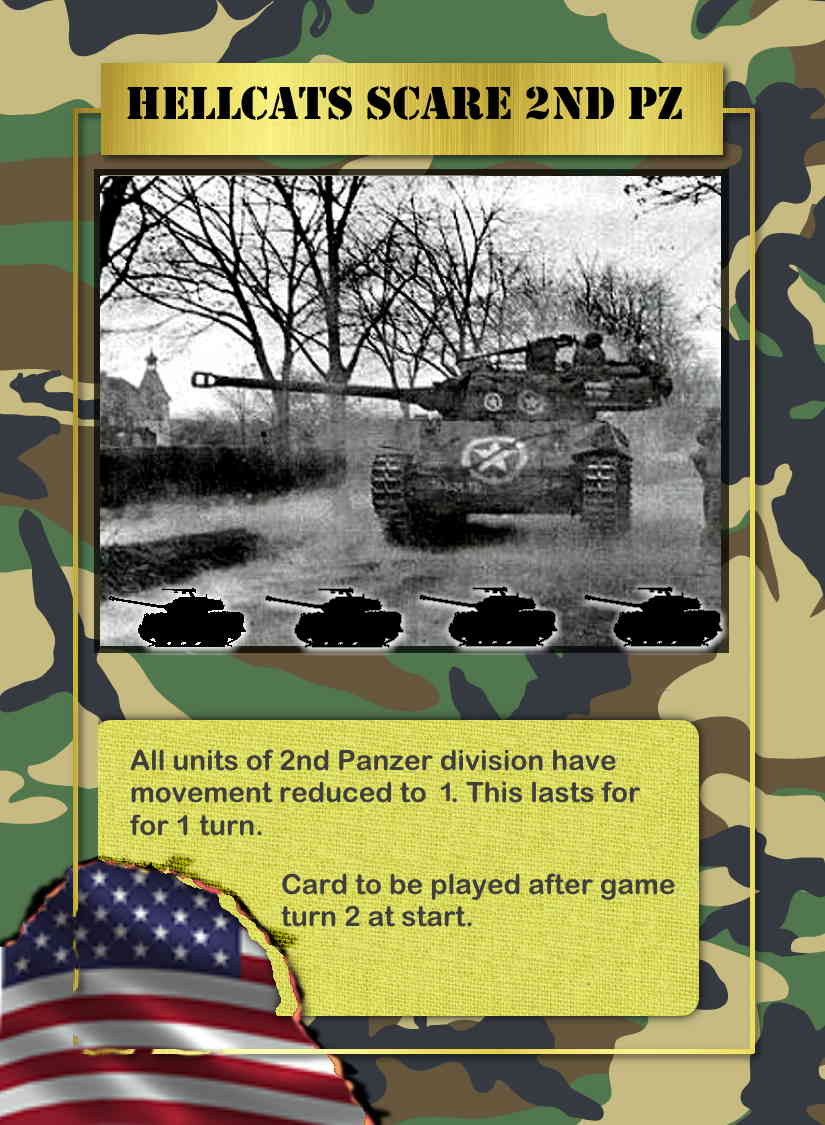 HELLCATS SCARE 2ND PZ
All units of 2nd Panzer division have
movement reduced to 1. This lasts for
for 1 turn.
Card to be played after game
turn 2 at start.